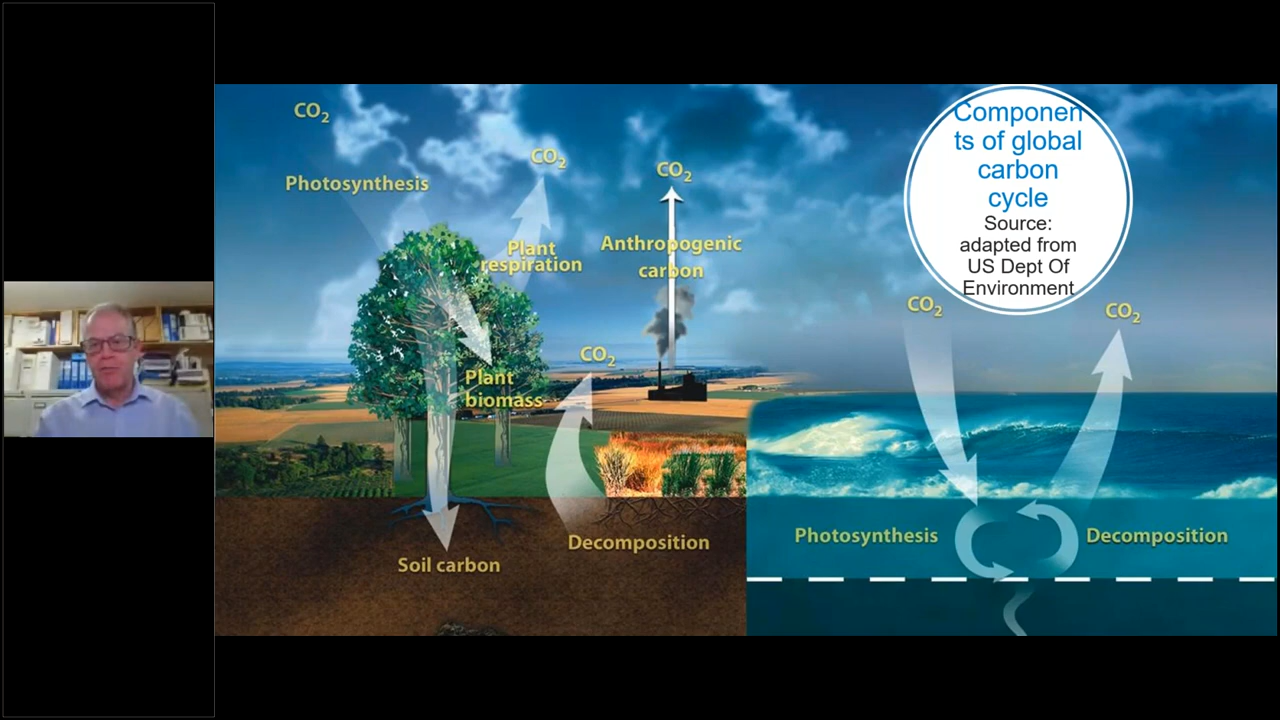 CO2
Photosynthesis
CO2
Plant
respiration
CO2
Anthropogenic
carbon
Componen
ts of global
carbon
cycle
Source:
adapted from
US Dept Of
Environment
CO2
CO2
CO2
Plant
biomass
Decomposition
Soil carbon
Photosynthesis
Decomposition